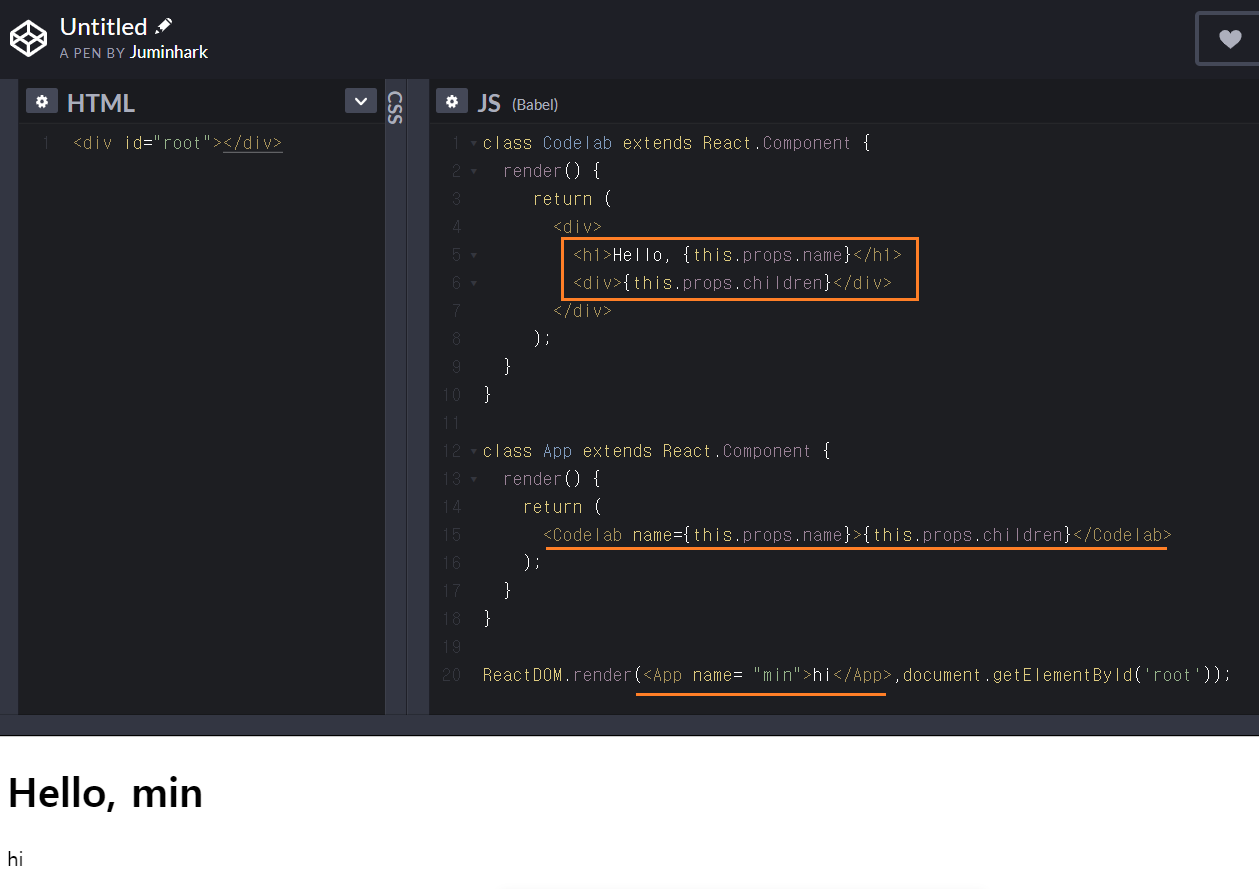 Untitled
A PEN BY Juminhark
HTML
1 <div id="root"></div>
CSS
JS (Babel)
1 class Codelab extends React.Component {
2 render() {
3 return (
4 <div>
5 <h1>Hello, {this.props.name}</h1>
6 <div>{this.props.children}</div>
7 </div>
8 );
9 }
10 }
11
12 class App extends React.Component {
13 render() {
14 return (
15 <Codelab name={this.props.name}>{this.props.children}</Codelab>
16 );
17 }
18 }
19
20 ReactDOM.render(<App name= "min">hi</App>,document.getElementById('root'));
Hello, min
hi